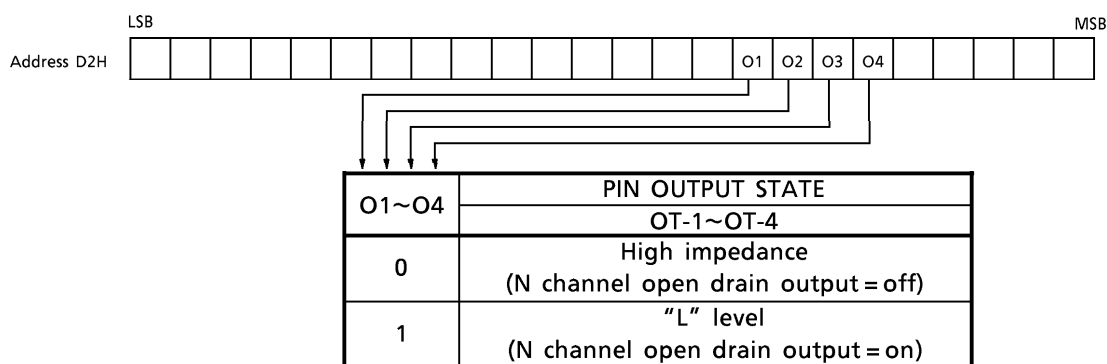 LSB MSB
Address D2H O1 O2 O3 O4
O1~O4 PIN OUTPUT STATE
OT-1~OT-4
0 High impedance
(N channel open drain output = off)
1 "L" level
(N channel open drain output = on)